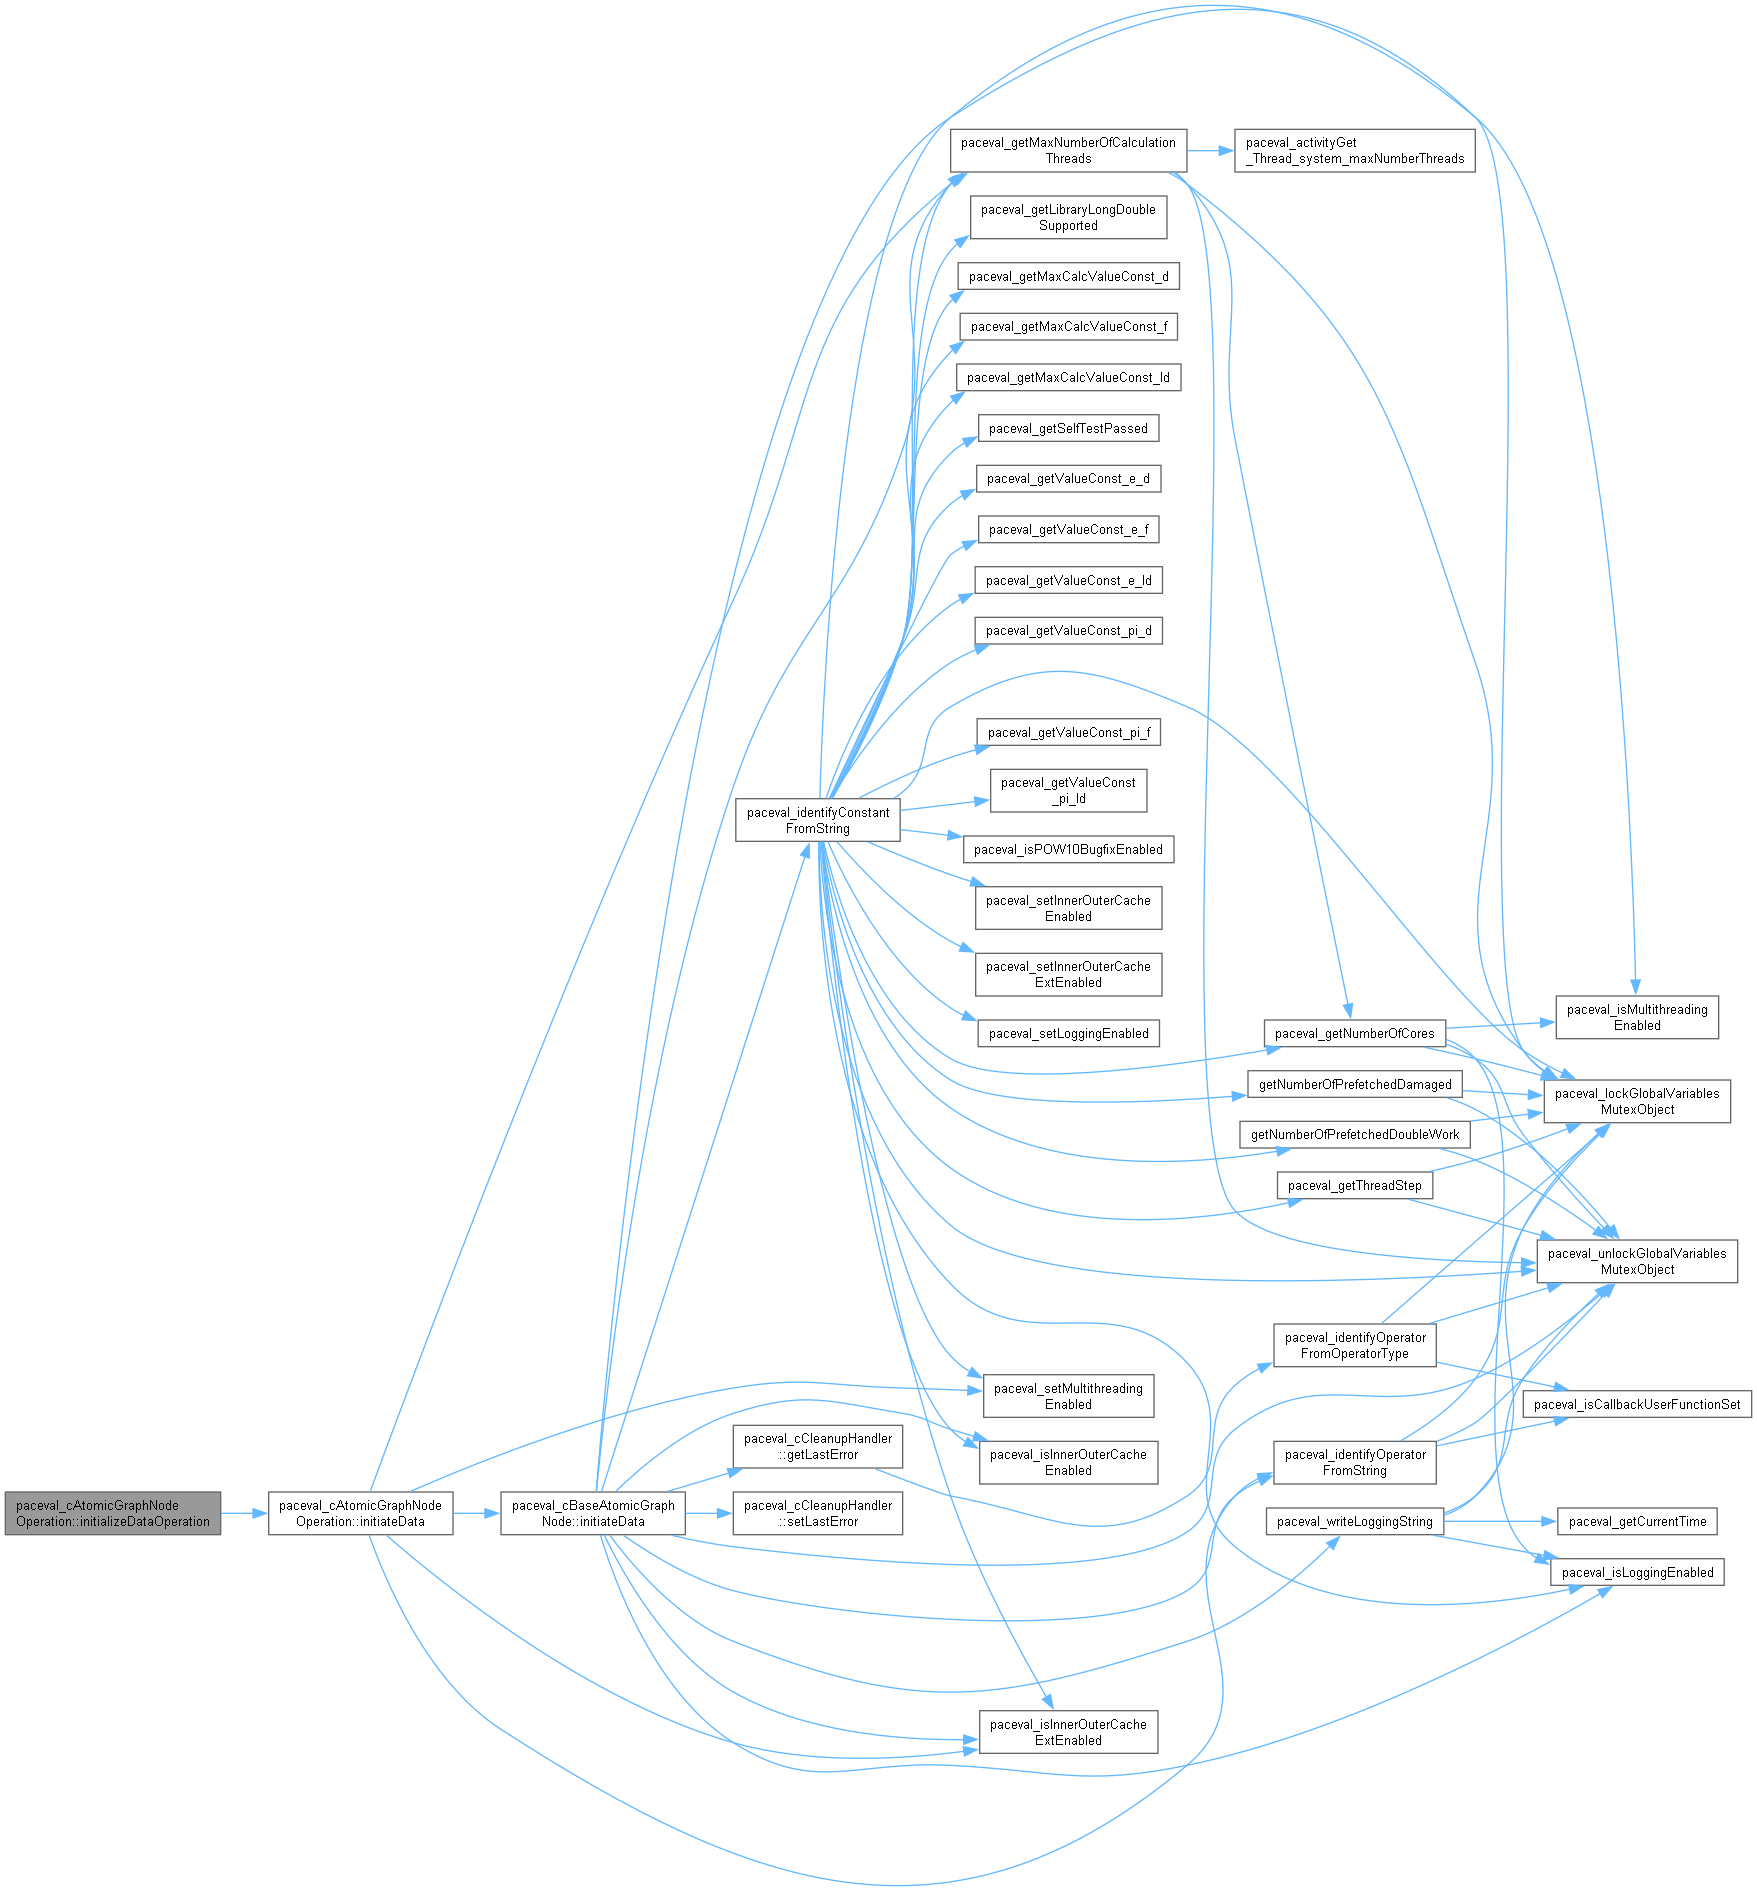 paceval_getMaxNumberOfCalculation
Threads
paceval_activityGet
_Thread_system_maxNumberThreads
paceval_getLibraryLongDouble
Supported
paceval_getMaxCalcValueConst_d
paceval_getMaxCalcValueConst_f
paceval_getMaxCalcValueConst_ld
paceval_getSelfTestPassed
paceval_getValueConst_e_d
paceval_getValueConst_e_f
paceval_getValueConst_e_ld
paceval_getValueConst_pi_d
paceval_getValueConst_pi_f
paceval_getValueConst
_pi_ld
paceval_identifyConstant
FromString
paceval_isPOW10BugfixEnabled
paceval_setInnerOuterCache
Enabled
paceval_setInnerOuterCache
ExtEnabled
paceval_isMultithreading
Enabled
paceval_setLoggingEnabled
paceval_getNumberOfCores
getNumberOfPrefetchedDamaged
paceval_lockGlobalVariables
MutexObject
getNumberOfPrefetchedDoubleWork
paceval_getThreadStep
paceval_unlockGlobalVariables
MutexObject
paceval_identifyOperator
FromOperatorType
paceval_setMultithreading
Enabled
paceval_isCallbackUserFunctionSet
paceval_cCleanupHandler
::getLastError
paceval_isInnerOuterCache
Enabled
paceval_identifyOperator
FromString
paceval_cAtomicGraphNode
Operation::initializeDataOperation
paceval_cAtomicGraphNode
Operation::initiateData
paceval_cBaseAtomicGraph
Node::initiateData
paceval_cCleanupHandler
::setLastError
paceval_writeLoggingString
paceval_getCurrentTime
paceval_isLoggingEnabled
paceval_isInnerOuterCache
ExtEnabled